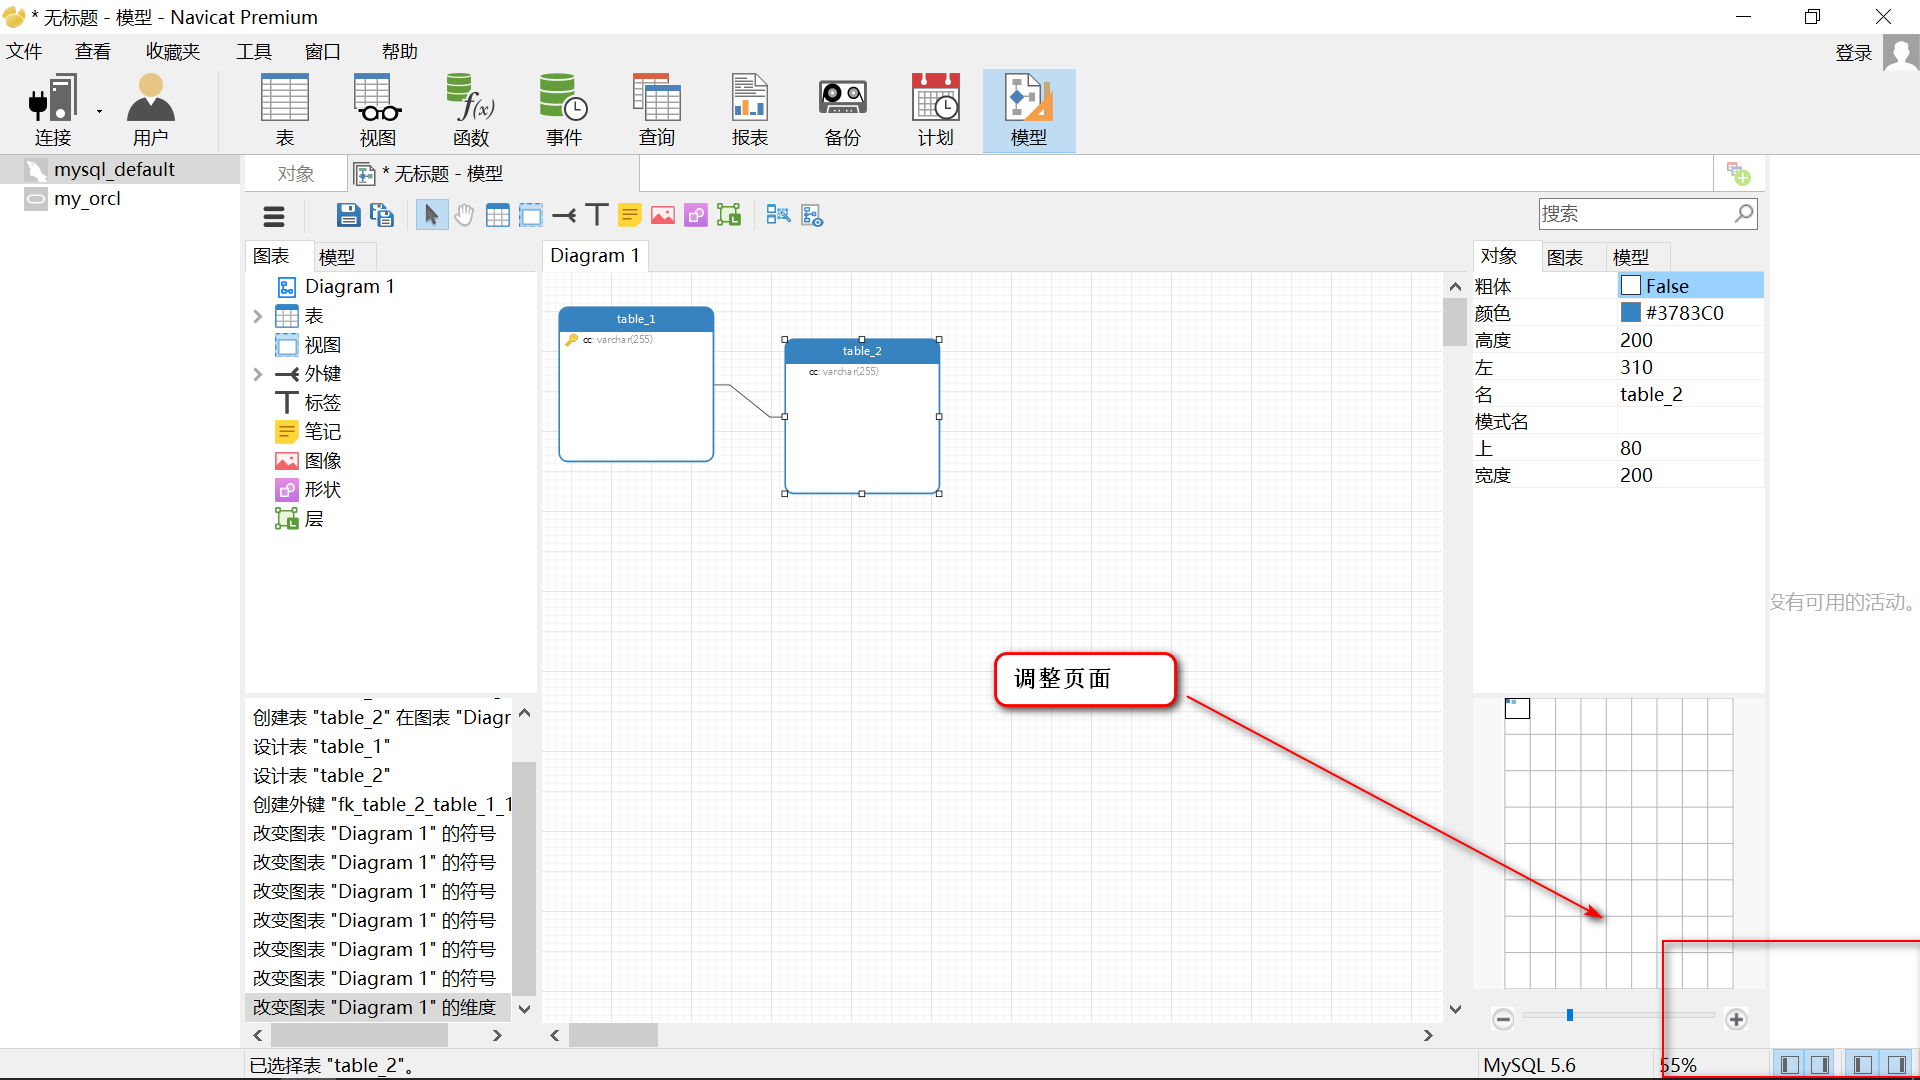 * 无标题 - 模型 - Navicat Premium
文件 查看 收藏夹 工具 窗口 帮助 登录
连接 用户 表 视图 函数 事件 查询 报表 备份 计划 模型
mysql_default
my_orcl
对象 * 无标题 - 模型
搜索
图表 模型
Diagram 1
表
视图
外键
标签
笔记
图像
形状
层
Diagram 1
table_1
cc: varchar(255)
table_2
cc: varchar(255)
调整页面
对象 图表 模型
粗体 False
颜色 #3783C0
高度 200
左 310
名 table_2
模式名
上 80
宽度 200
没有可用的活动。
创建表 "table_2" 在图表 "Diagr
设计表 "table_1"
设计表 "table_2"
创建外键 "fk_table_2_table_1_1
改变图表 "Diagram 1" 的符号
改变图表 "Diagram 1" 的符号
改变图表 "Diagram 1" 的符号
改变图表 "Diagram 1" 的符号
改变图表 "Diagram 1" 的符号
改变图表 "Diagram 1" 的符号
改变图表 "Diagram 1" 的维度
已选择表 "table_2"。
MySQL 5.6 55%